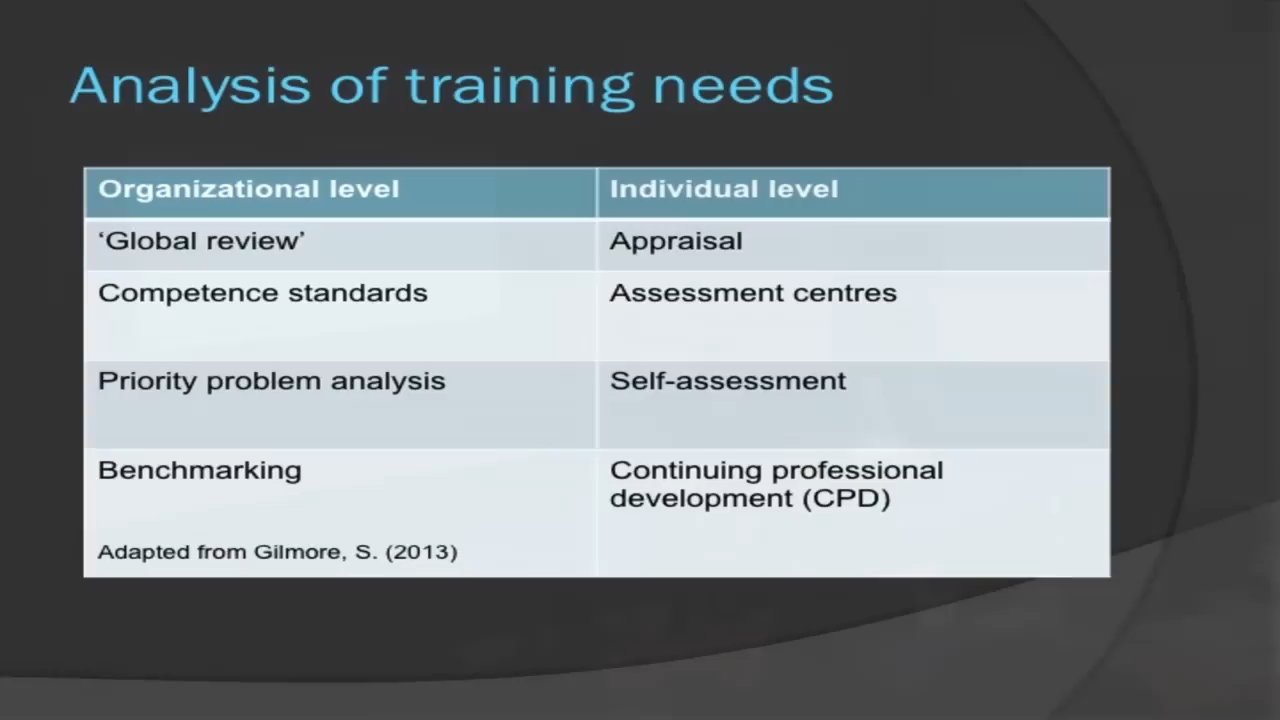 Analysis of training needs
Organizational level
Individual level
‘Global review’
Appraisal
Competence standards
Assessment centres
Priority problem analysis
Self-assessment
Benchmarking
Continuing professional
development (CPD)
Adapted from Gilmore, S. (2013)